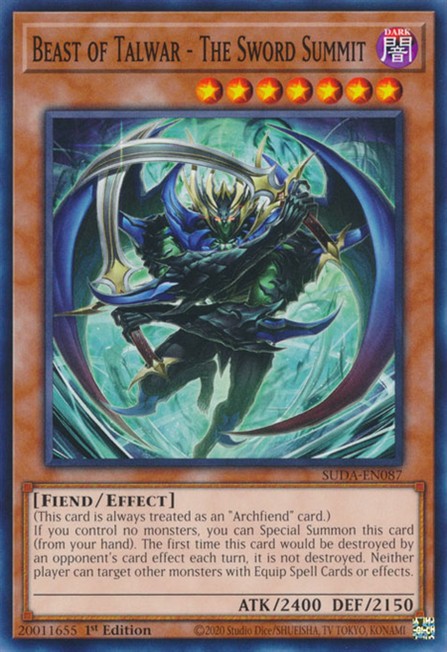 Beast of Talwar - The Sword Summit
DARK
闇
SUDA-EN087
[Fiend/Effect]
(This card is always treated as an "Archfiend" card.)
If you control no monsters, you can Special Summon this card
(from your hand). The first time this card would be destroyed by
an opponent's card effect each turn, it is not destroyed. Neither
player can target other monsters with Equip Spell Cards or effects.
ATK/2400 DEF/2150
20011655 1st Edition ©2020 Studio Dice/SHUEISHA, TV TOKYO, KONAMI